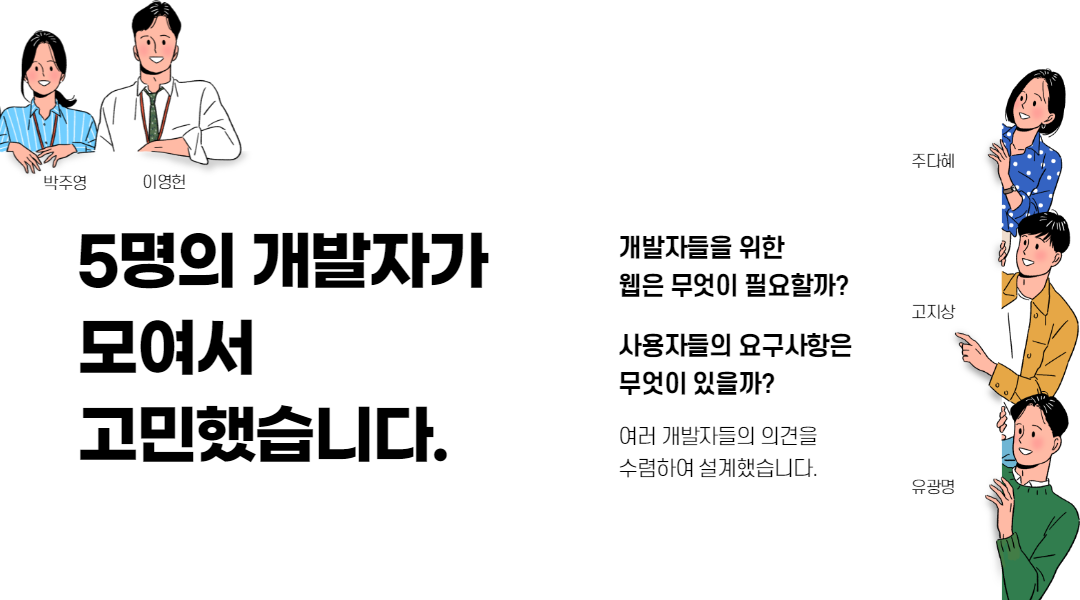 박주영
이영헌
5명의 개발자가
모여서
고민했습니다.
개발자들을 위한
웹은 무엇이 필요할까?
사용자들의 요구사항은
무엇이 있을까?
여러 개발자들의 의견을
수렴하여 설계했습니다.
주다혜
고지상
유광명